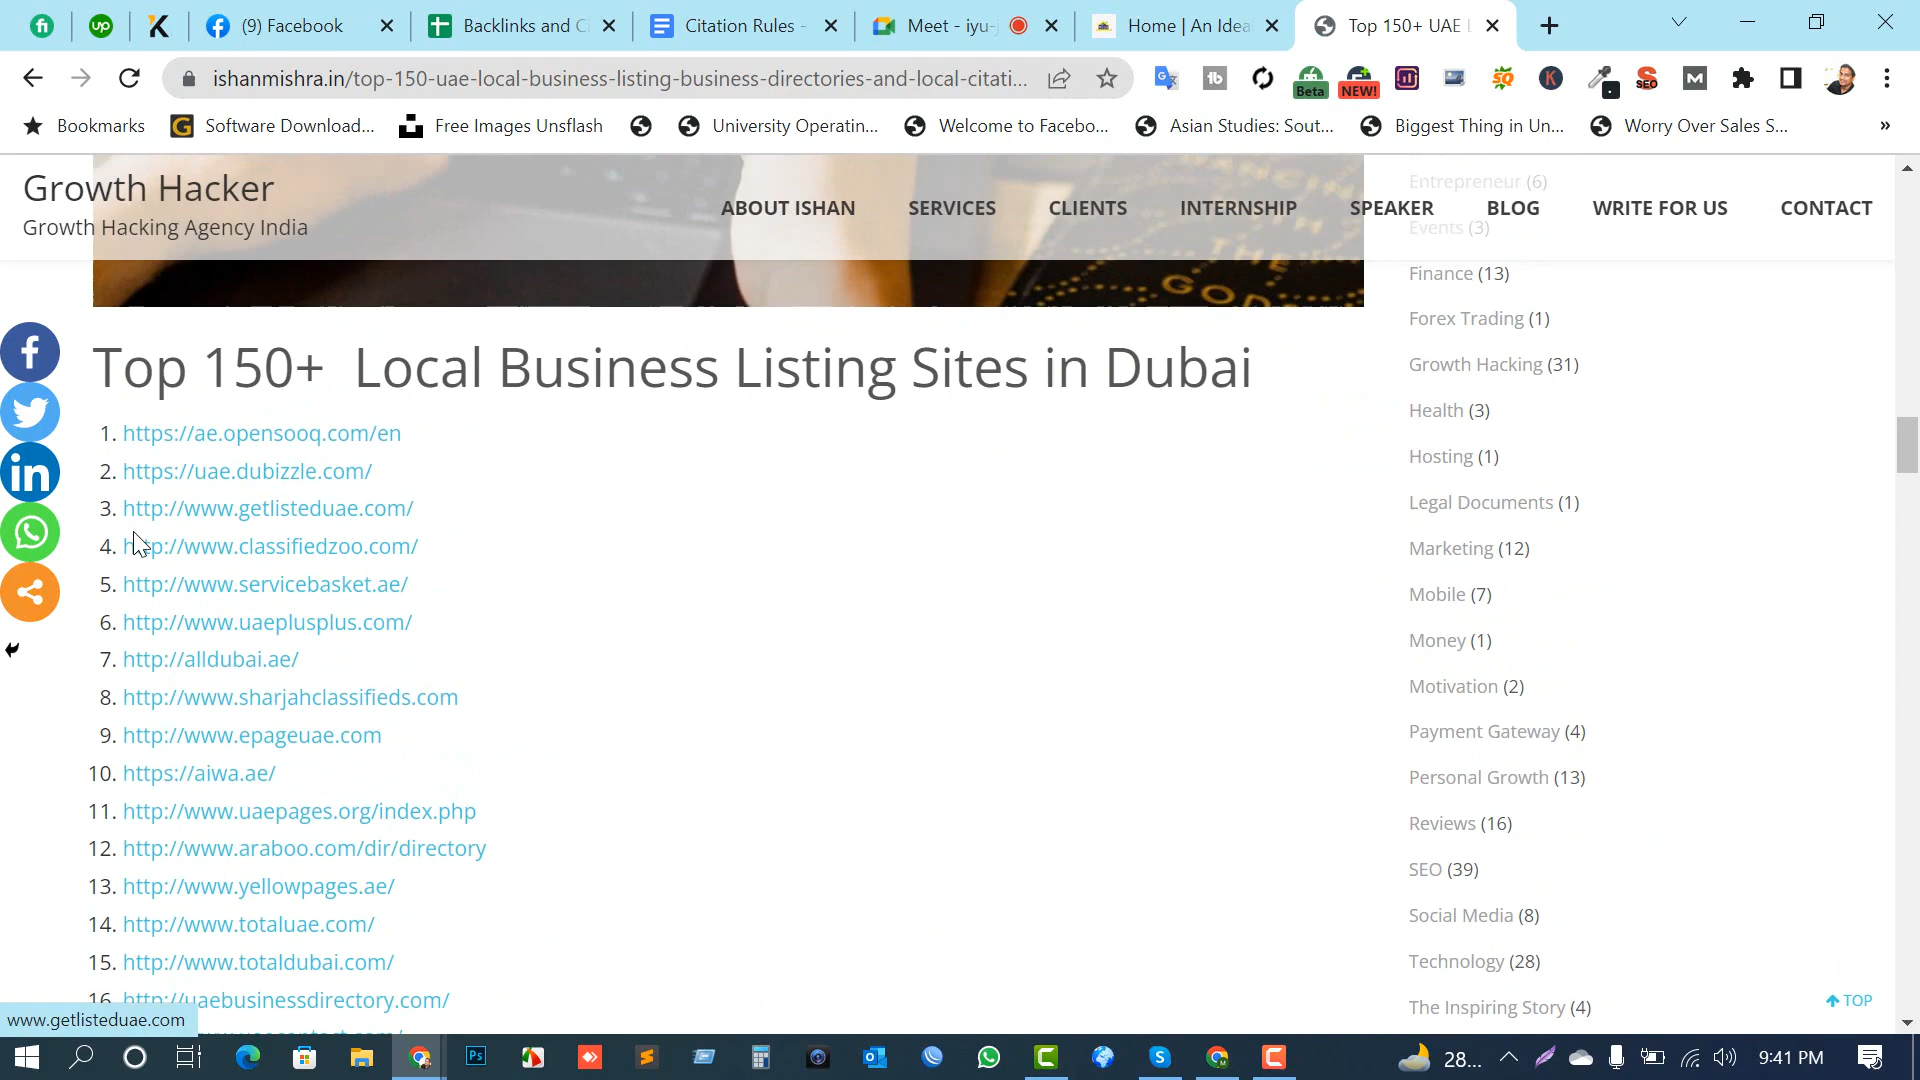 (9) Facebook
Backlinks and Ci
Citation Rules -
Meet - iyu-j
Home | An Idea
Top 150+ UAE L
ishanmishra.in/top-150-uae-local-business-listing-business-directories-and-local-citati...
Beta
NEW!
Bookmarks
Software Download...
Free Images Unsflash
University Operatin...
Welcome to Facebo...
Asian Studies: Sout...
Biggest Thing in Un...
Worry Over Sales S...
»
Growth Hacker
Growth Hacking Agency India
ABOUT ISHAN
SERVICES
CLIENTS
INTERNSHIP
SPEAKER
BLOG
WRITE FOR US
CONTACT
Top 150+ Local Business Listing Sites in Dubai
1. https://ae.opensooq.com/en
2. https://uae.dubizzle.com/
3. http://www.getlisteduae.com/
4. http://www.classifiedzoo.com/
5. http://www.servicebasket.ae/
6. http://www.uaeplusplus.com/
7. http://alldubai.ae/
8. http://www.sharjahclassifieds.com
9. http://www.epageuae.com
10. https://aiwa.ae/
11. http://www.uaepages.org/index.php
12. http://www.araboo.com/dir/directory
13. http://www.yellowpages.ae/
14. http://www.totaluae.com/
15. http://www.totaldubai.com/
16. http://uaebusinessdirectory.com/
Entrepreneur (6)
Events (3)
Finance (13)
Forex Trading (1)
Growth Hacking (31)
Health (3)
Hosting (1)
Legal Documents (1)
Marketing (12)
Mobile (7)
Money (1)
Motivation (2)
Payment Gateway (4)
Personal Growth (13)
Reviews (16)
SEO (39)
Social Media (8)
Technology (28)
The Inspiring Story (4)
TOP
www.getlisteduae.com
28...
9:41 PM